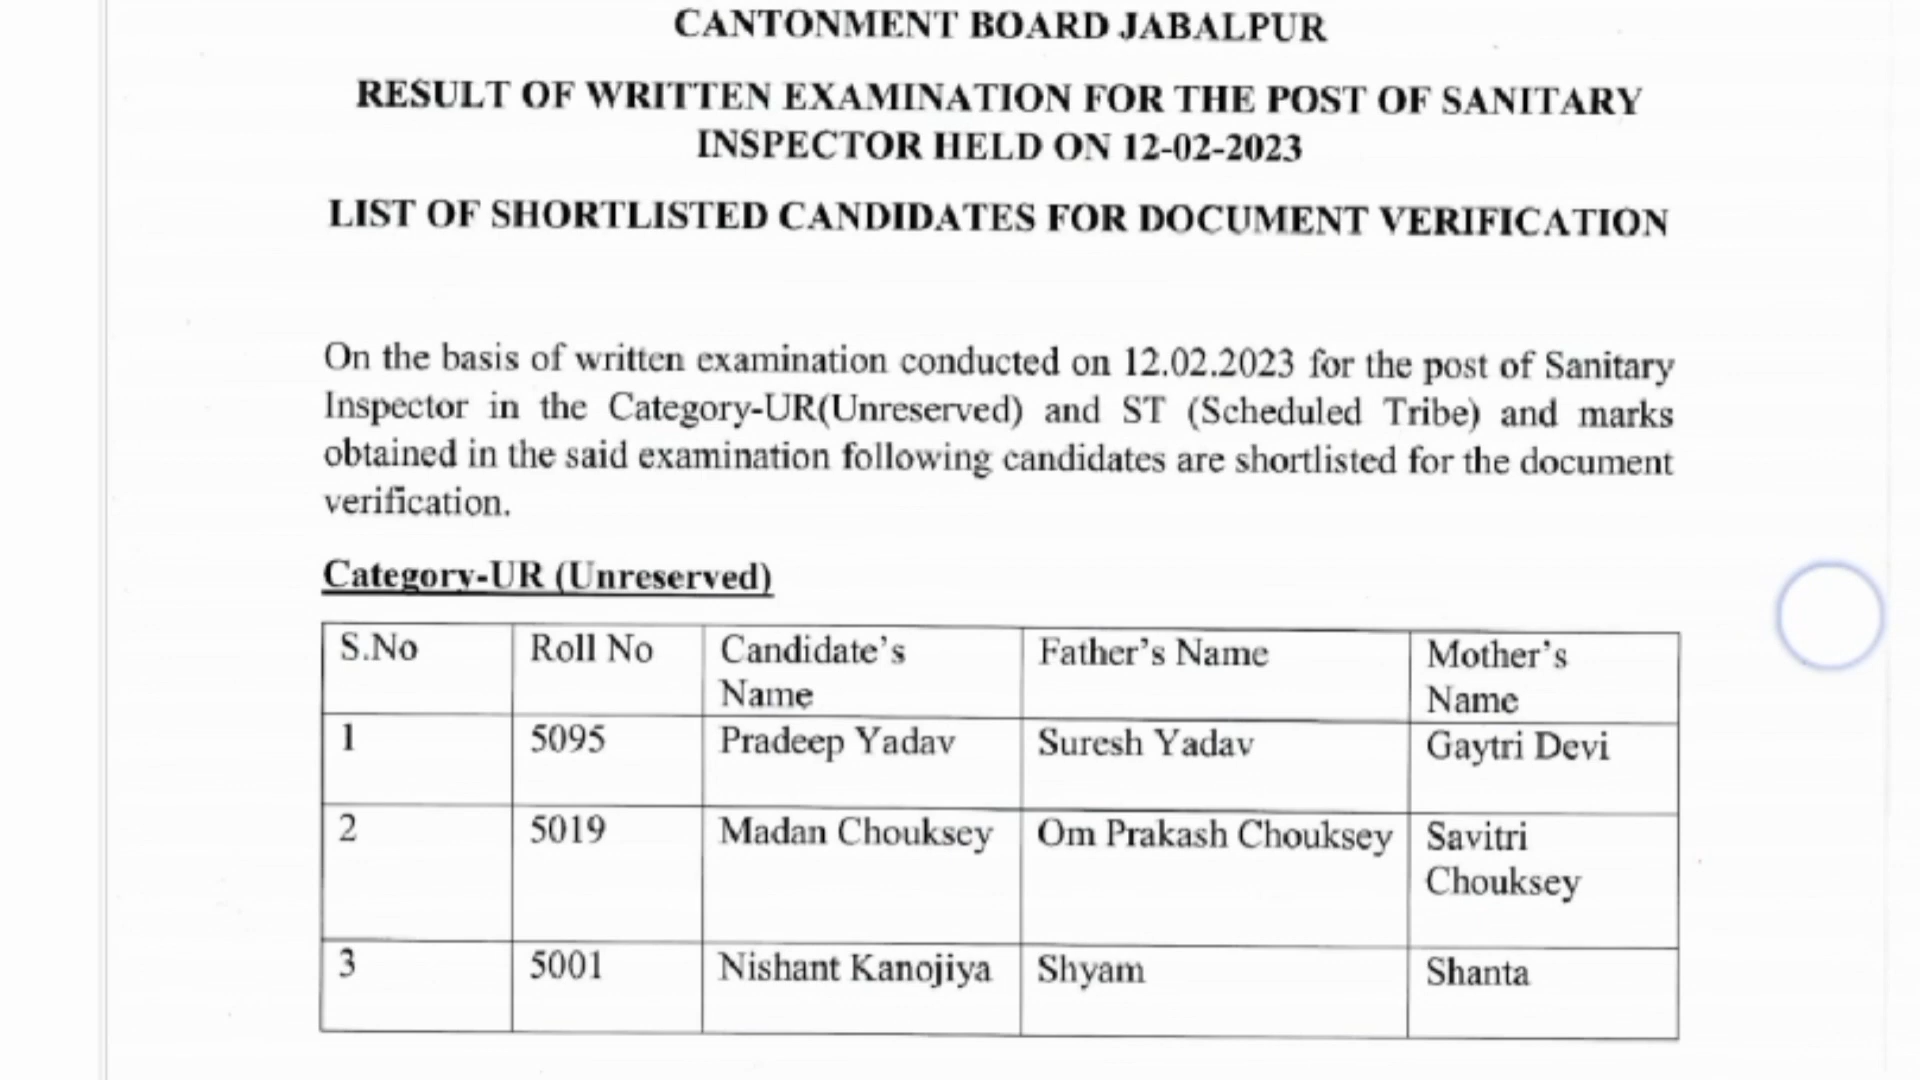 CANTONMENT BOARD JABALPUR
RESULT OF WRITTEN EXAMINATION FOR THE POST OF SANITARY
INSPECTOR HELD ON 12-02-2023
LIST OF SHORTLISTED CANDIDATES FOR DOCUMENT VERIFICATION
On the basis of written examination conducted on 12.02.2023 for the post of Sanitary
Inspector in the Category-UR(Unreserved) and ST (Scheduled Tribe) and marks
obtained in the said examination following candidates are shortlisted for the document
verification.
Category-UR (Unreserved)
S.No Roll No Candidate's Father's Name Mother's
Name Name
1 5095 Pradeep Yadav Suresh Yadav Gaytri Devi
2 5019 Madan Chouksey Om Prakash Chouksey Savitri
Chouksey
3 5001 Nishant Kanojiya Shyam Shanta